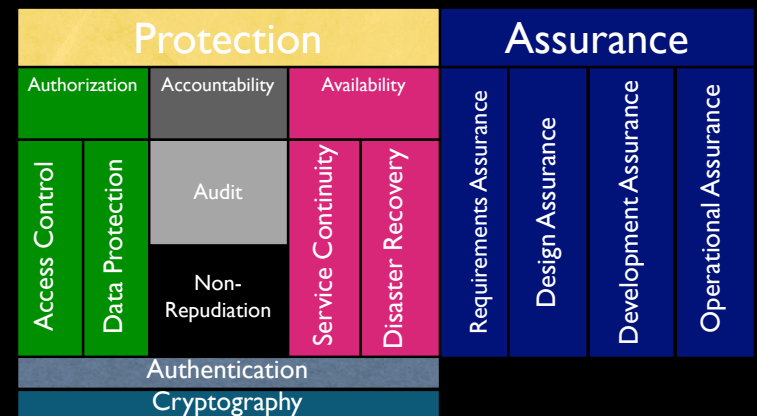 Protection
Assurance
Authorization
Accountability
Availability
Access Control
Data Protection
Audit
Non-
Repudiation
Service Continuity
Disaster Recovery
Requirements Assurance
Design Assurance
Development Assurance
Operational Assurance
Authentication
Cryptography